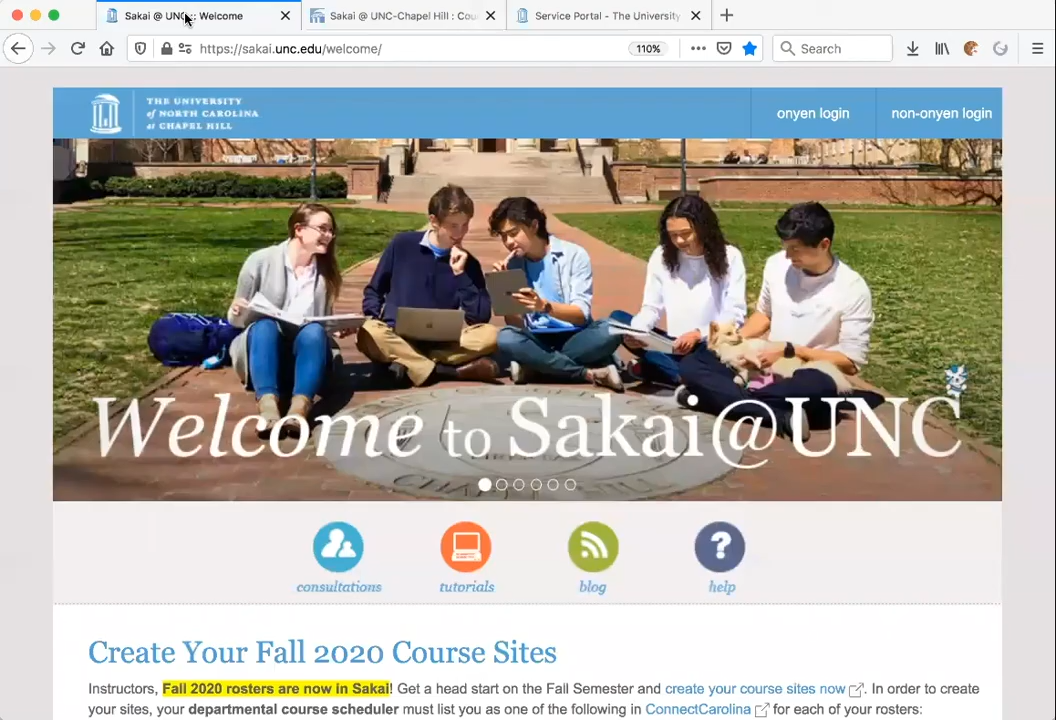 Sakai @ UNC :: Welcome
Sakai @ UNC-Chapel Hill : Cou
Service Portal - The University
https://sakai.unc.edu/welcome/
110%
Search
THE UNIVERSITY
of NORTH CAROLINA
at CHAPEL HILL
onyen login
non-onyen login
Welcome to Sakai@UNC
consultations
tutorials
blog
help
Create Your Fall 2020 Course Sites
Instructors, Fall 2020 rosters are now in Sakai! Get a head start on the Fall Semester and create your course sites now. In order to create
your sites, your departmental course scheduler must list you as one of the following in ConnectCarolina for each of your rosters: